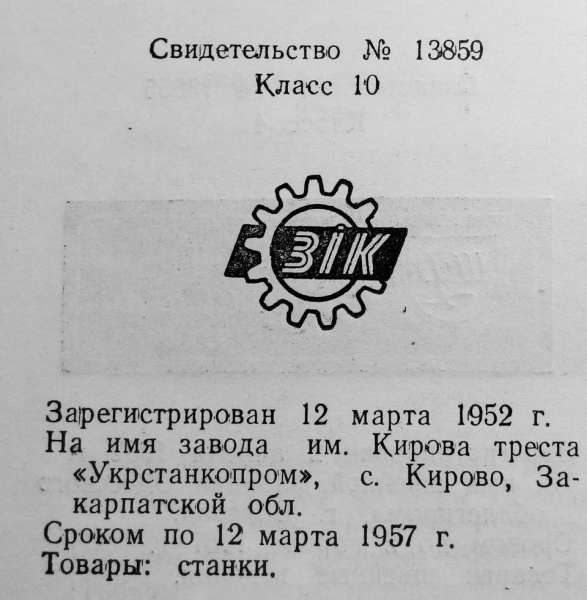 Свидетельство № 13859
Класс 10
ЗІК
Зарегистрирован 12 марта 1952 г.
На имя завода им. Кирова треста
«Укрстанкопром», с. Кирово, За-
карпатской обл.
Сроком по 12 марта 1957 г.
Товары: станки.